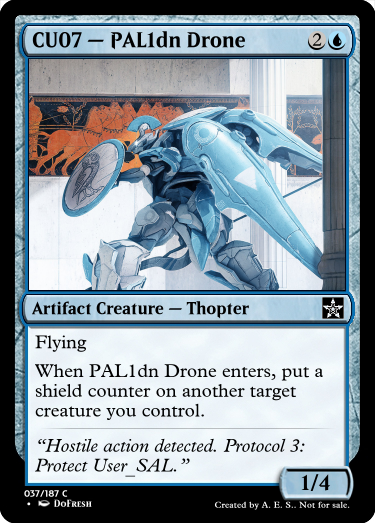 CU07 — PAL1dn Drone 2
Artifact Creature — Thopter
Flying
When PAL1dn Drone enters, put a
shield counter on another target
creature you control.
“Hostile action detected. Protocol 3:
Protect User_SAL.”
1/4
037/187 C
• DoFresh
Created by A. E. S.. Not for sale.